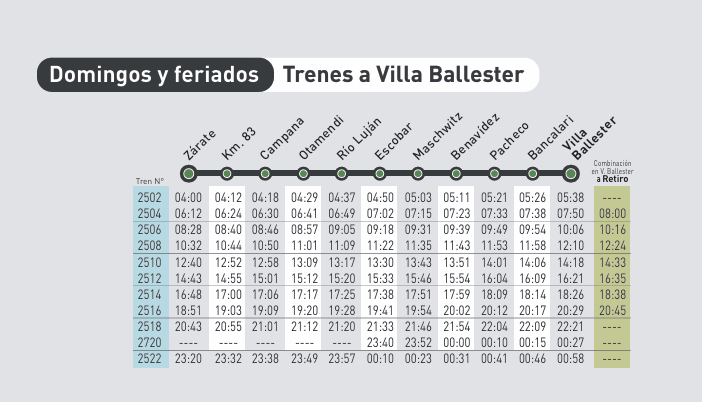 Domingos y feriados Trenes a Villa Ballester
Zárate Km. 83 Campana Otamendi Río Luján Escobar Maschwitz Benavídez Pacheco Bancalari Villa Ballester
Combinación
en V. Ballester
a Retiro
Tren Nº
2502 04:00 04:12 04:18 04:29 04:37 04:50 05:03 05:11 05:21 05:26 05:38 ----
2504 06:12 06:24 06:30 06:41 06:49 07:02 07:15 07:23 07:33 07:38 07:50 08:00
2506 08:28 08:40 08:46 08:57 09:05 09:18 09:31 09:39 09:49 09:54 10:06 10:16
2508 10:32 10:44 10:50 11:01 11:09 11:22 11:35 11:43 11:53 11:58 12:10 12:24
2510 12:40 12:52 12:58 13:09 13:17 13:30 13:43 13:51 14:01 14:06 14:18 14:33
2512 14:43 14:55 15:01 15:12 15:20 15:33 15:46 15:54 16:04 16:09 16:21 16:35
2514 16:48 17:00 17:06 17:17 17:25 17:38 17:51 17:59 18:09 18:14 18:26 18:38
2516 18:51 19:03 19:09 19:20 19:28 19:41 19:54 20:02 20:12 20:17 20:29 20:45
2518 20:43 20:55 21:01 21:12 21:20 21:33 21:46 21:54 22:04 22:09 22:21 ----
2720 ---- ---- ---- ---- ---- 23:40 23:52 00:00 00:10 00:15 00:27 ----
2522 23:20 23:32 23:38 23:49 23:57 00:10 00:23 00:31 00:41 00:46 00:58 ----